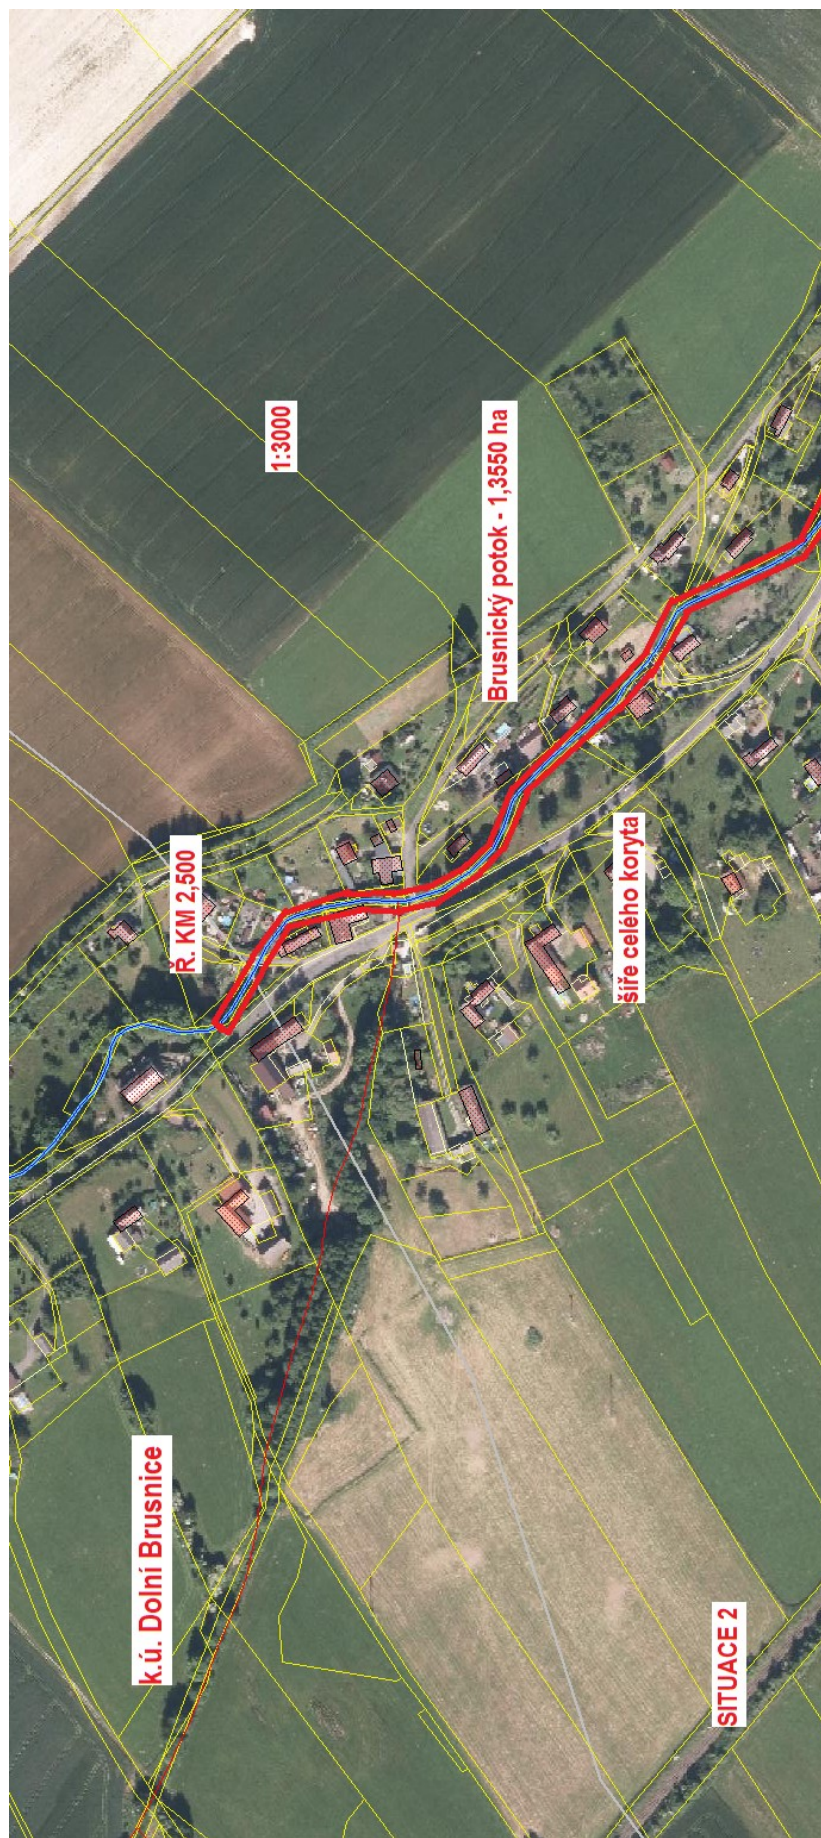 SITUACE 2
k.ú. Dolní Brusnice
Ř. KM 2,500
1:3000
Brusnický potok - 1,3550 ha
šíře celého koryta